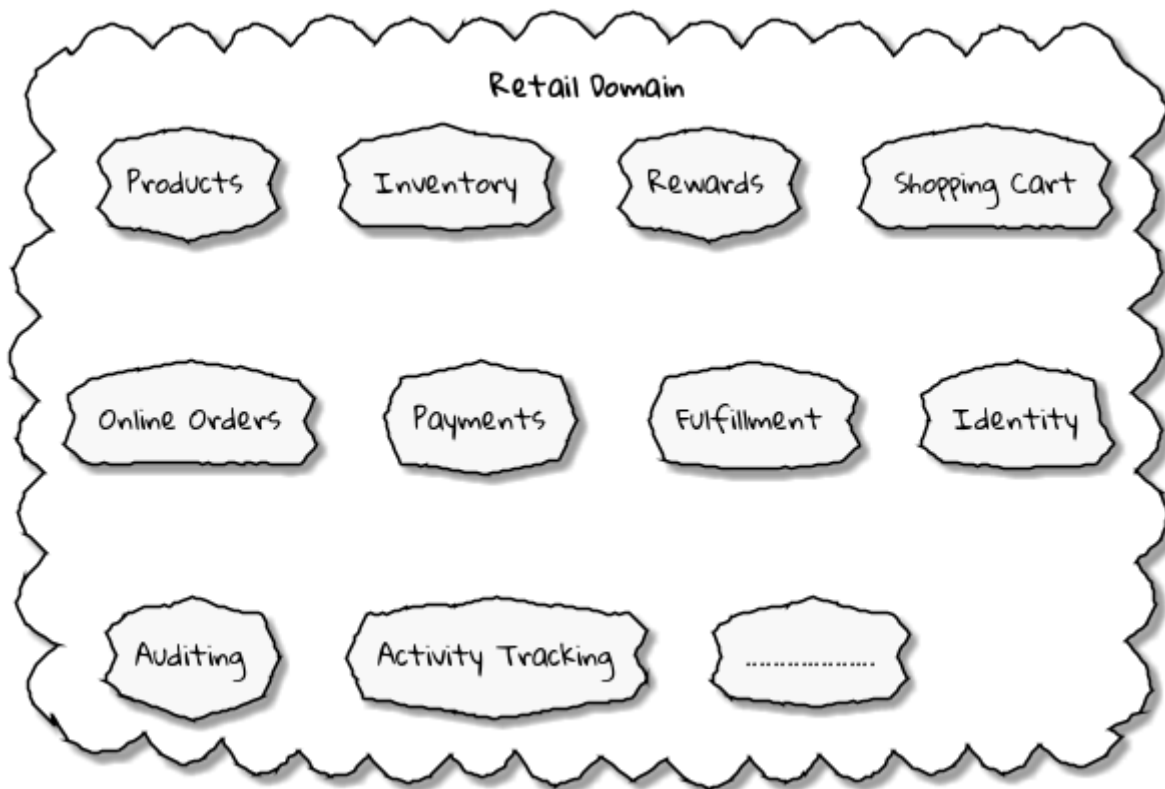 Retail Domain
Products
Inventory
Rewards
Shopping Cart
Online Orders
Payments
Fulfillment
Identity
Auditing
Activity Tracking
..................